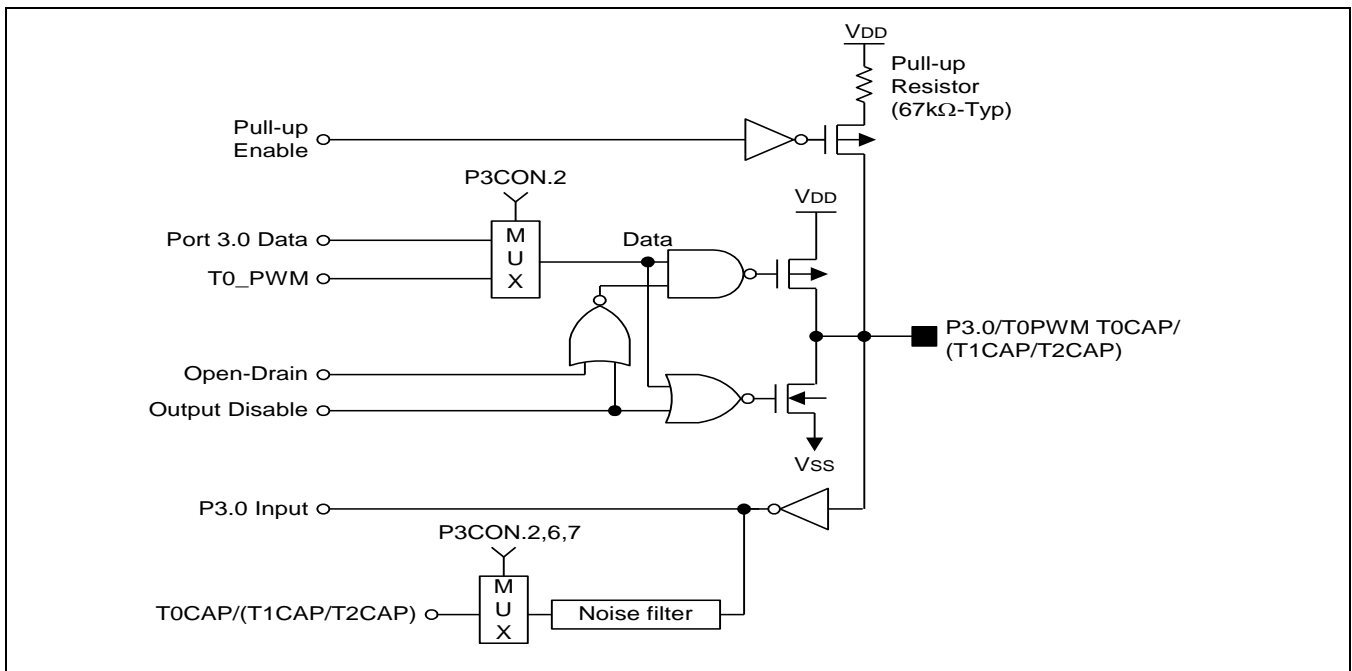 VDD
Pull-up
Resistor
(67kΩ-Typ)
Pull-up
Enable
P3CON.2
VDD
Port 3.0 Data
M
U
X
Data
T0_PWM
P3.0/T0PWM T0CAP/
(T1CAP/T2CAP)
Open-Drain
Output Disable
VSS
P3.0 Input
P3CON.2,6,7
T0CAP/(T1CAP/T2CAP)
M
U
X
Noise filter